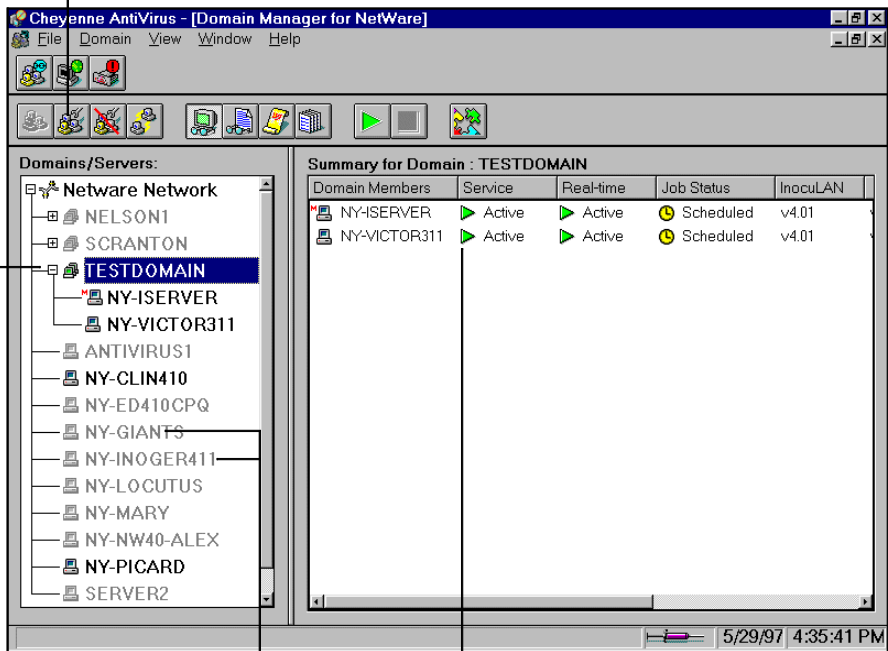 Cheyenne AntiVirus - [Domain Manager for NetWare]
File Domain View Window Help
Domains/Servers:
Netware Network
NELSON1
SCRANTON
TESTDOMAIN
M NY-ISERVER
NY-VICTOR311
ANTIVIRUS1
NY-CLIN410
NY-ED410CPQ
NY-GIANTS
NY-INOGER411
NY-LOCUTUS
NY-MARY
NY-NW40-ALEX
NY-PICARD
SERVER2
Summary for Domain : TESTDOMAIN
Domain Members Service Real-time Job Status InocuLAN
M NY-ISERVER Active Active Scheduled v4.01
NY-VICTOR311 Active Active Scheduled v4.01
5/29/97 4:35:41 PM